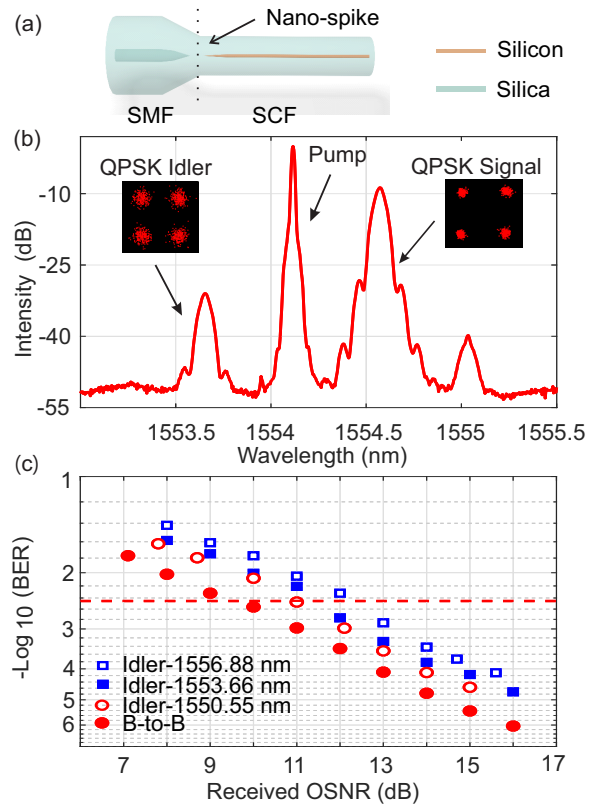 (a)
Nano-spike
Silicon
Silica
SMF
SCF
(b)
QPSK Idler
Pump
QPSK Signal
Intensity (dB)
-10
-25
-40
-55
1553.5
1554
1554.5
1555
1555.5
Wavelength (nm)
(c)
-Log 10 (BER)
1
2
3
4
5
6
Idler-1556.88 nm
Idler-1553.66 nm
Idler-1550.55 nm
B-to-B
7
9
11
13
15
17
Received OSNR (dB)